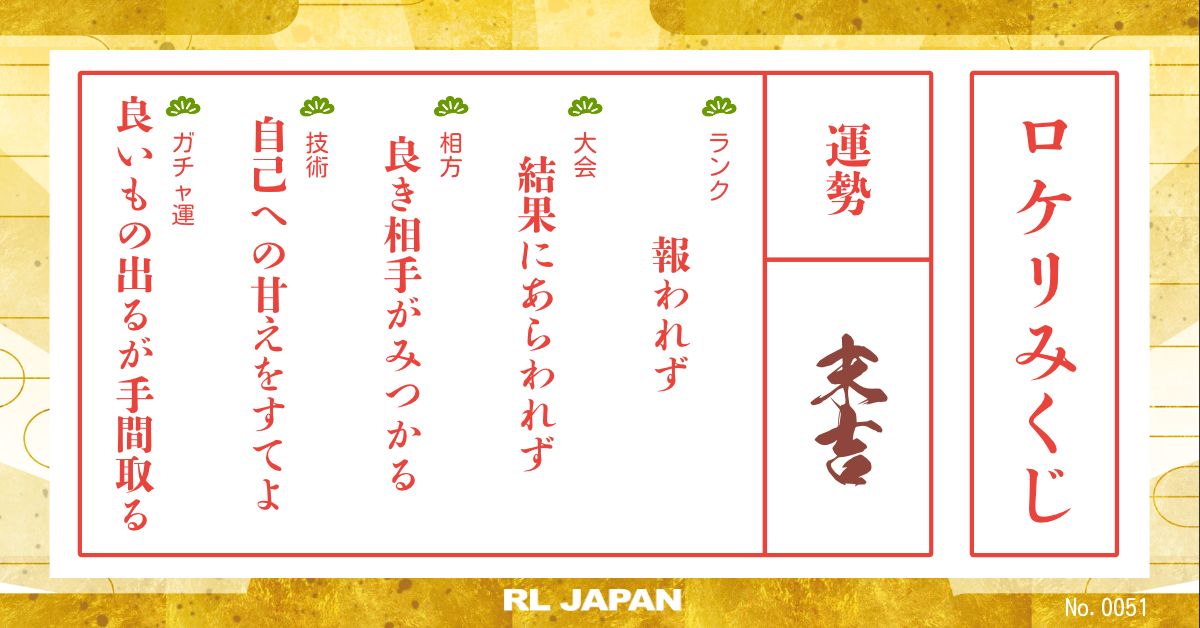 ロケリみくじ
運勢
末吉
ランク
報われず
大会
結果にあらわれず
相方
良き相手がみつかる
技術
自己への甘えをすてよ
ガチャ運
良いもの出るが手間取る
RL JAPAN
No. 0051